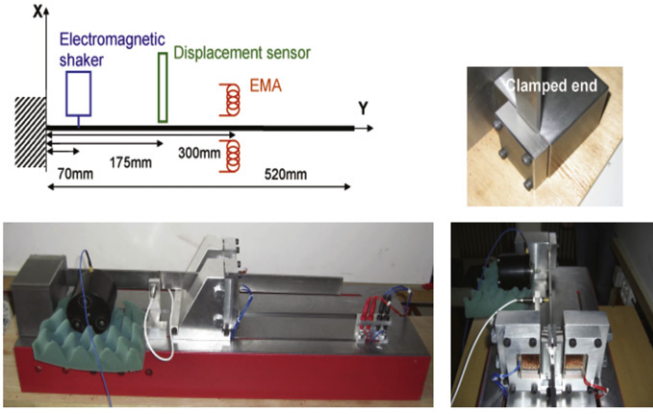 X
Electromagnetic
shaker
Displacement sensor
EMA
Y
Clamped end
300mm
175mm
70mm
520mm